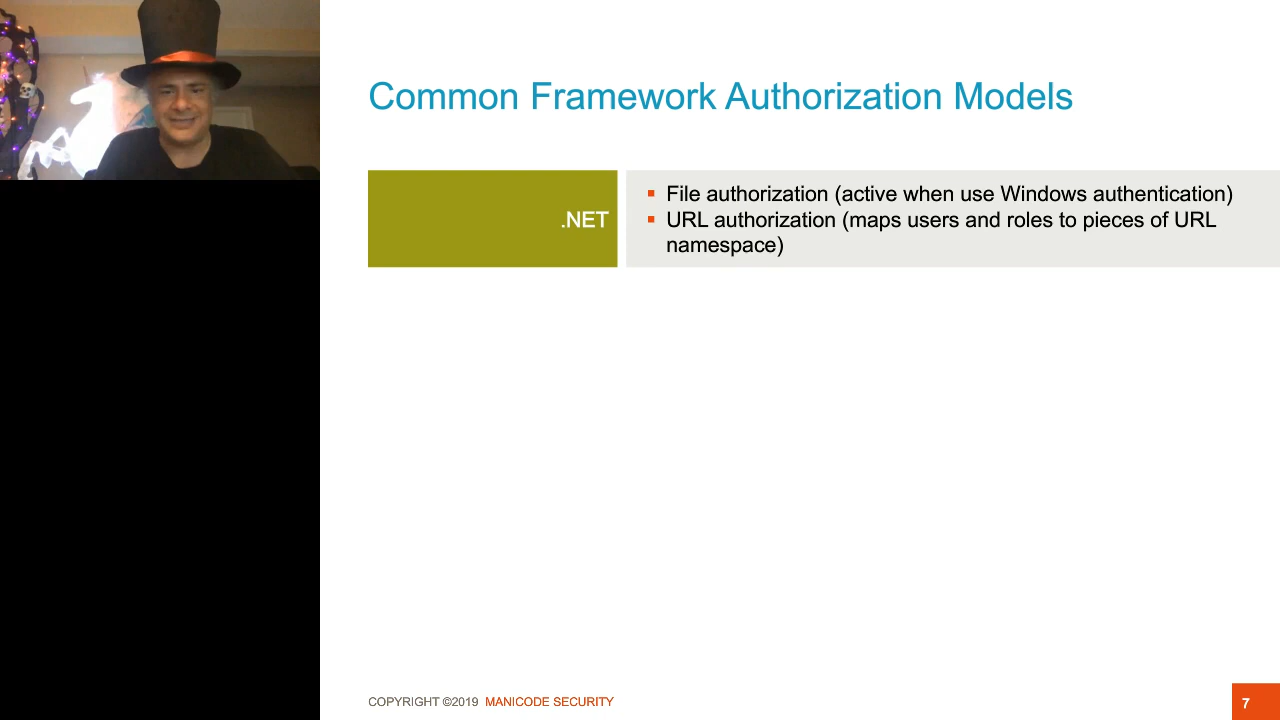 Common Framework Authorization Models
.NET
▪ File authorization (active when use Windows authentication)
▪ URL authorization (maps users and roles to pieces of URL
namespace)
COPYRIGHT ©2019 MANICODE SECURITY
7